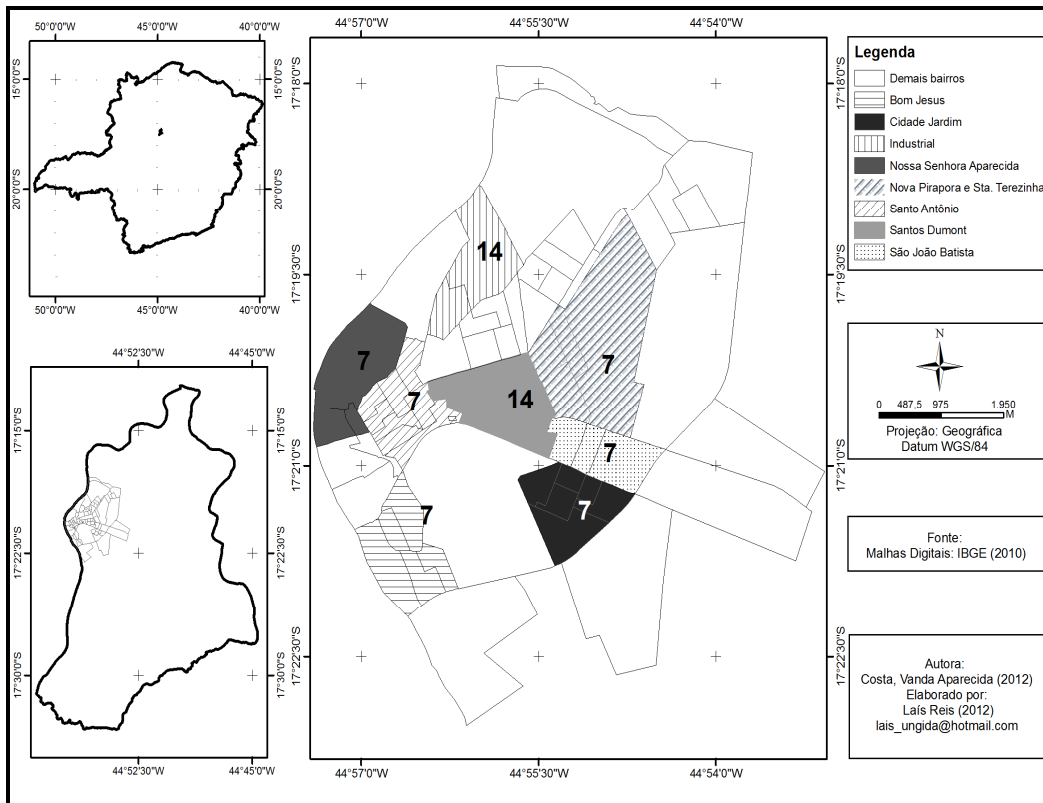 50°0'0"W
45°0'0"W
40°0'0"W
15°0'0"S
20°0'0"S
15°0'0"S
20°0'0"S
50°0'0"W
45°0'0"W
40°0'0"W
44°52'30"W
44°45'0"W
17°15'0"S
17°22'30"S
17°30'0"S
17°15'0"S
17°22'30"S
17°30'0"S
44°52'30"W
44°45'0"W
44°57'0"W
44°55'30"W
44°54'0"W
17°18'0"S
17°19'30"S
17°21'0"S
17°22'30"S
17°18'0"S
17°19'30"S
17°21'0"S
17°22'30"S
14
7
7
7
14
7
7
7
44°57'0"W
44°55'30"W
44°54'0"W
Legenda
Demais bairros
Bom Jesus
Cidade Jardim
Industrial
Nossa Senhora Aparecida
Nova Pirapora e Sta. Terezinha
Santo Antônio
Santos Dumont
São João Batista
N
0 487,5 975 1.950
M
Projeção: Geográfica
Datum WGS/84
Fonte:
Malhas Digitais: IBGE (2010)
Autora:
Costa, Vanda Aparecida (2012)
Elaborado por:
Laís Reis (2012)
lais_ungida@hotmail.com